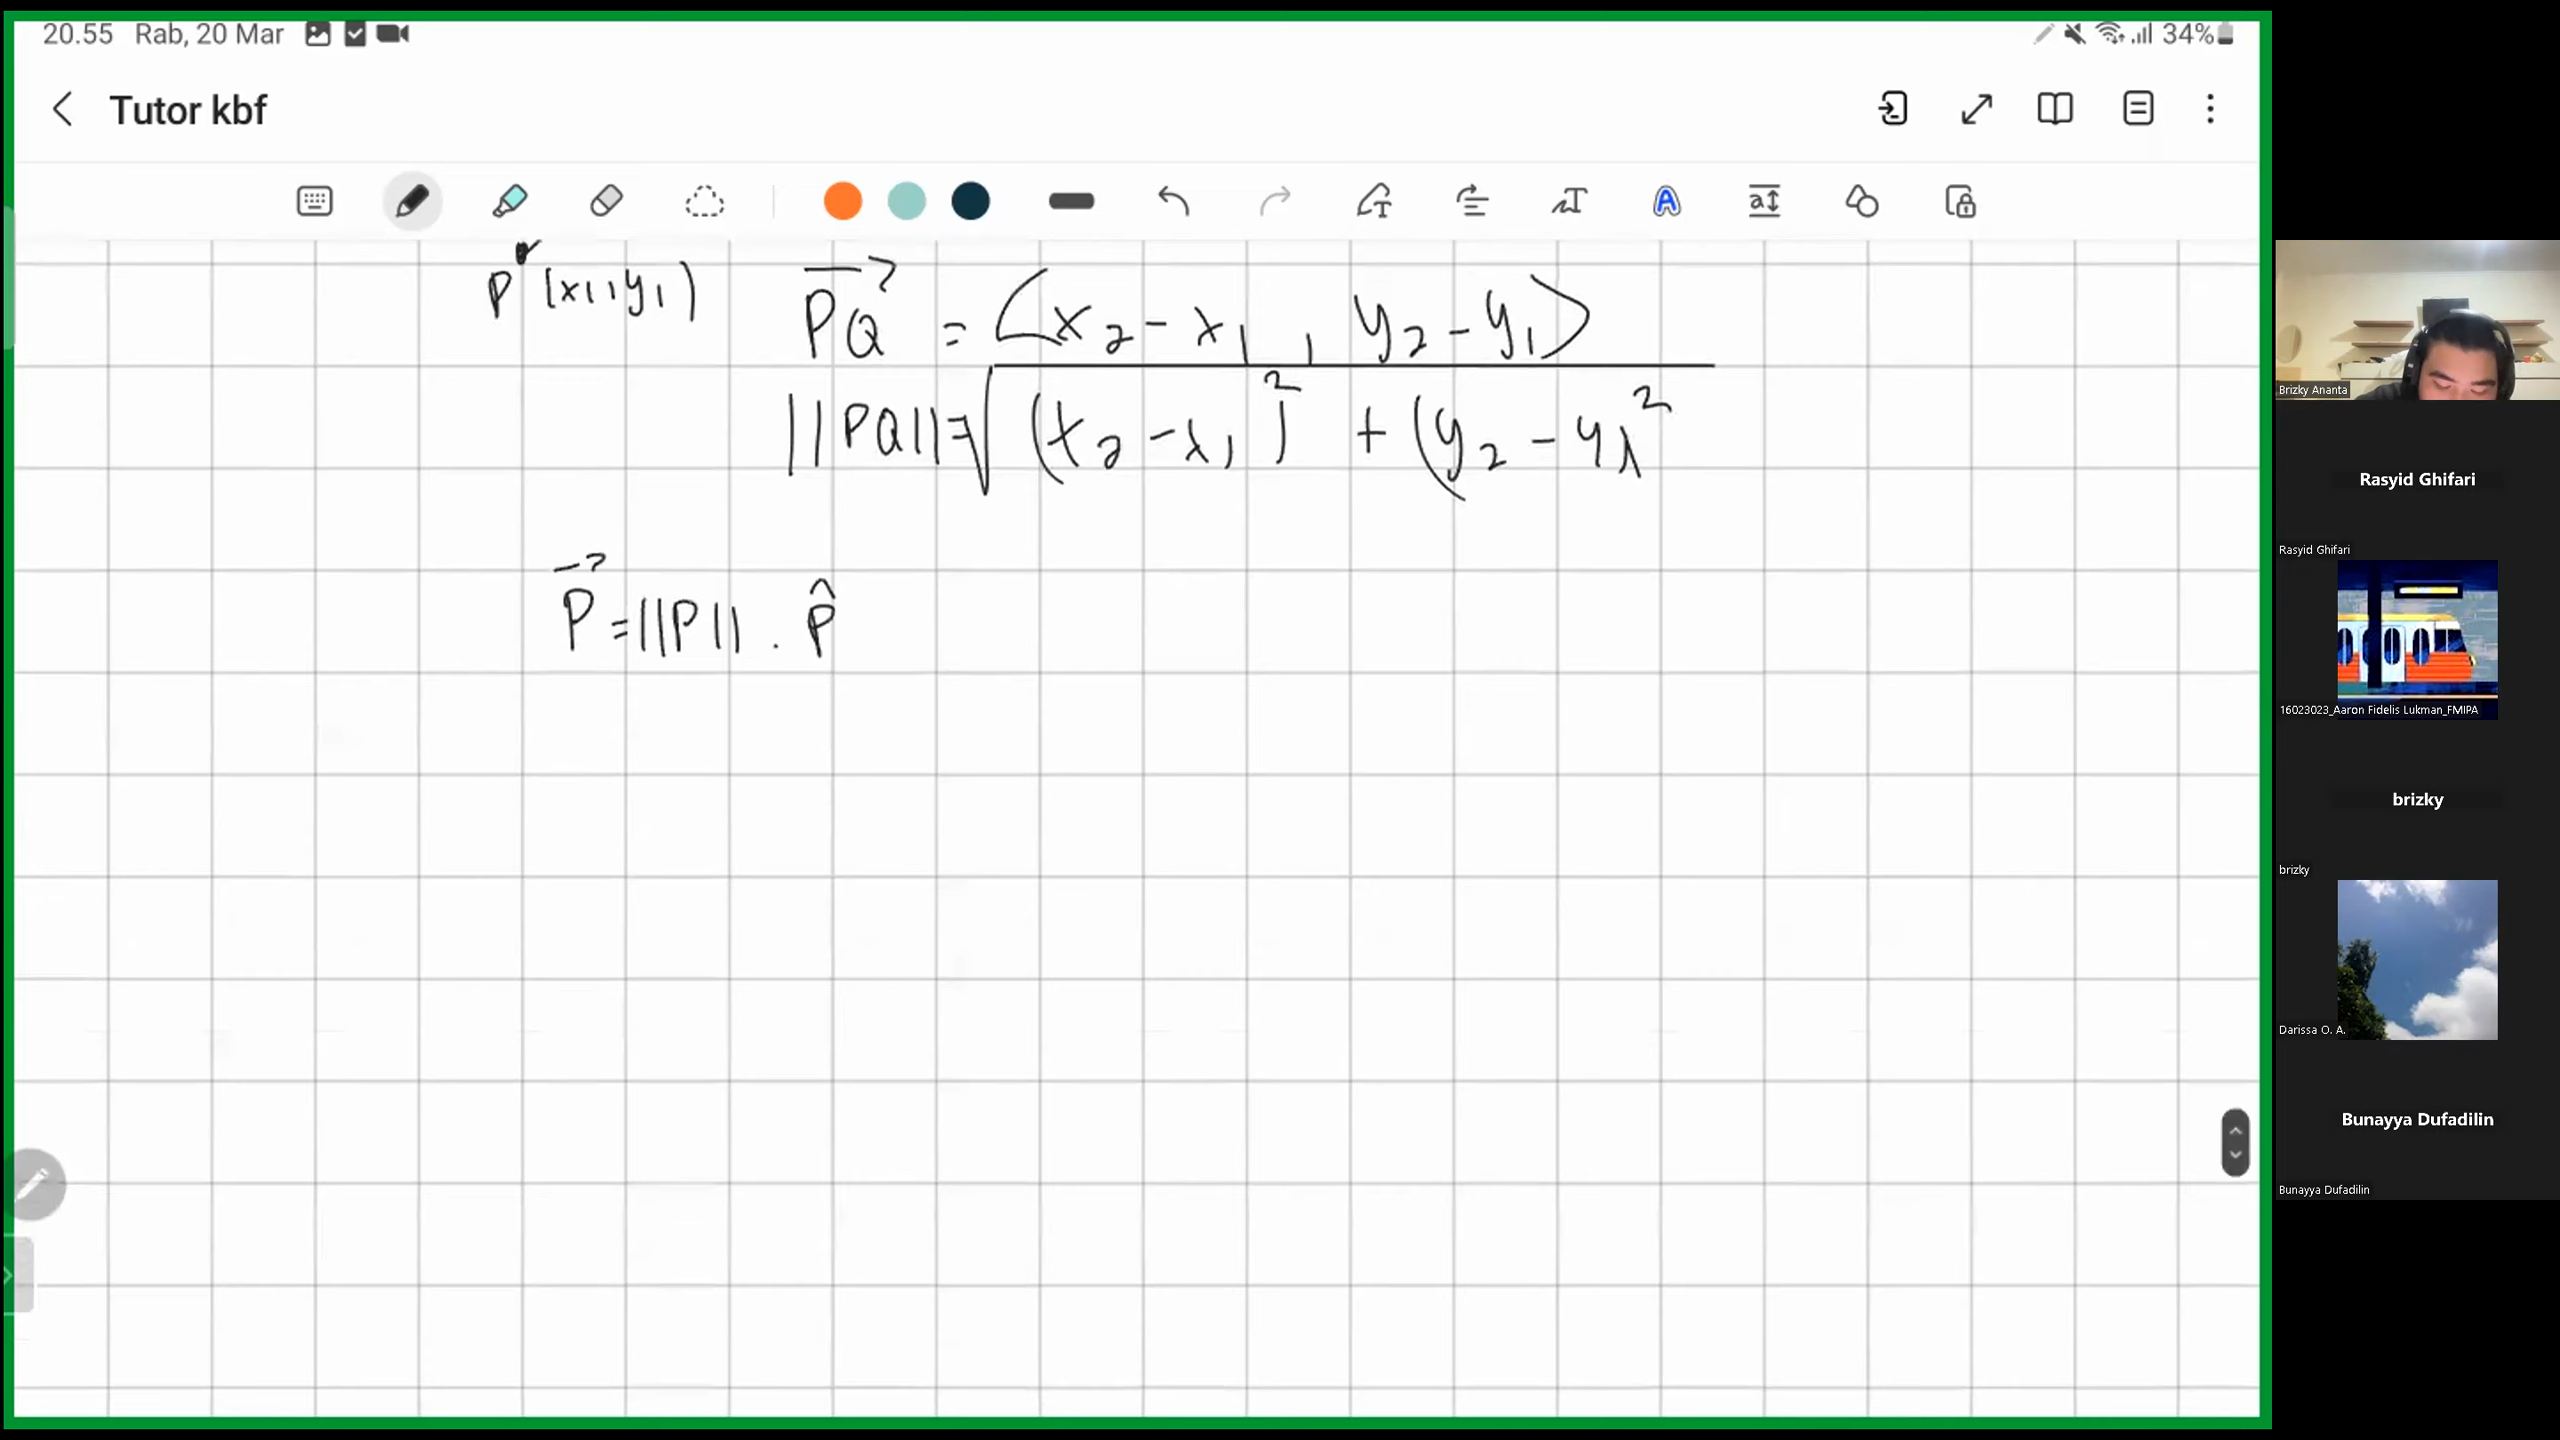 20.55 Rab, 20 Mar
34%
Tutor kbf
P (x1, y1)
PQ⃗ = ⟨x₂ - x₁, y₂ - y₁⟩
||PQ|| = √(x₂ - x₁)² + (y₂ - y₁)²
P⃗ = ||P|| . P̂
Brizky Ananta
Rasyid Ghifari
Rasyid Ghifari
16023023_Aaron Fidelis Lukman_FMIPA
brizky
brizky
Darissa O. A.
Bunayya Dufadilin
Bunayya Dufadilin